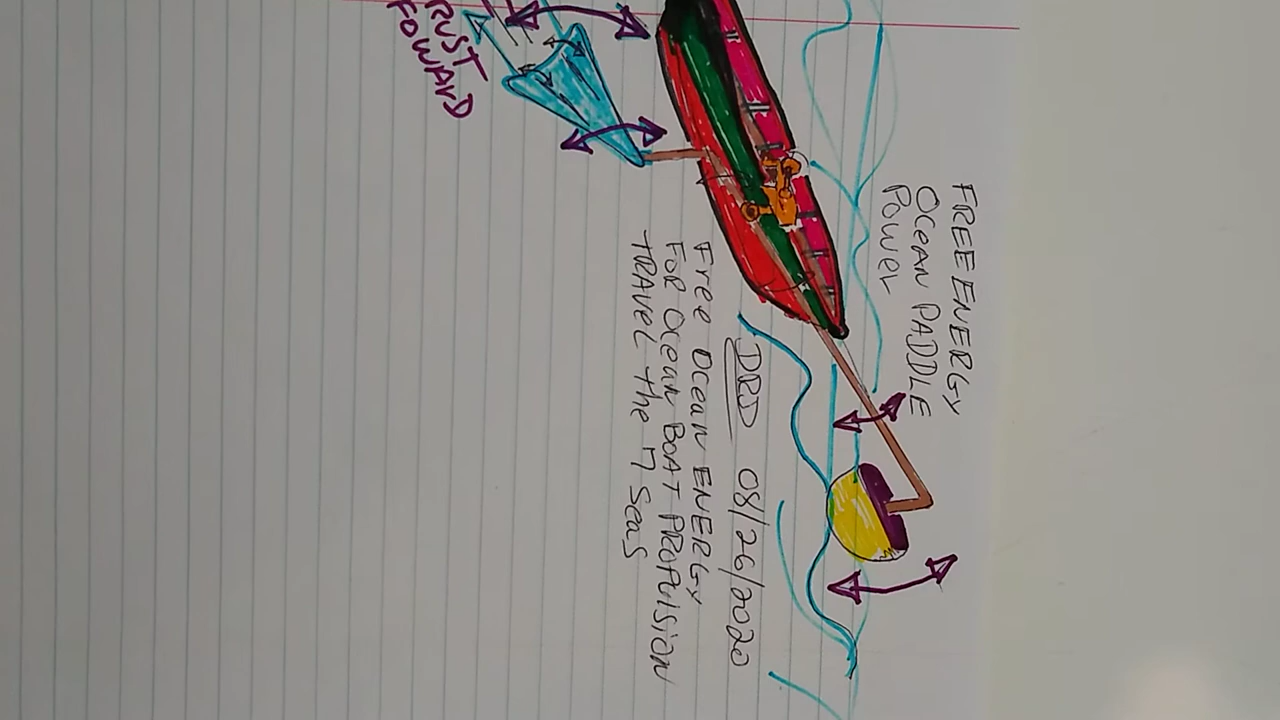 FREE ENERGY
Ocean PADDLE
Power
DRD 08/26/2020
Free Ocean ENERGY
FOR Ocean BOAT PROPULSION
TRAVEL the 7 Seas
RUST
FOWARD